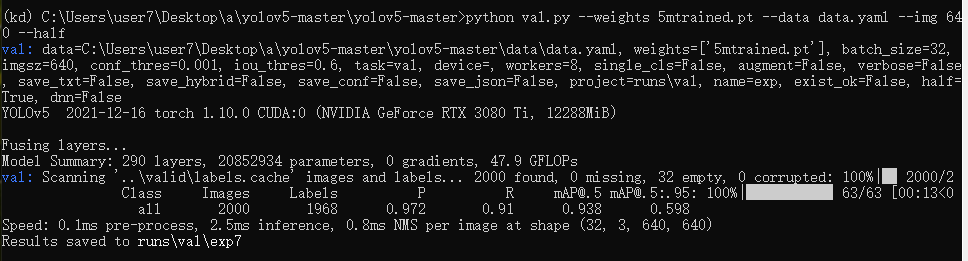 (kd) C:\Users\user7\Desktop\a\yolov5-master\yolov5-master>python val.py --weights 5mtrained.pt --data data.yaml --img 64
0 --half
val: data=C:\Users\user7\Desktop\a\yolov5-master\yolov5-master\data\data.yaml, weights=['5mtrained.pt'], batch_size=32,
imgsz=640, conf_thres=0.001, iou_thres=0.6, task=val, device=, workers=8, single_cls=False, augment=False, verbose=False
, save_txt=False, save_hybrid=False, save_conf=False, save_json=False, project=runs\val, name=exp, exist_ok=False, half=
True, dnn=False
YOLOv5  2021-12-16 torch 1.10.0 CUDA:0 (NVIDIA GeForce RTX 3080 Ti, 12288MiB)
Fusing layers...
Model Summary: 290 layers, 20852934 parameters, 0 gradients, 47.9 GFLOPs
val: Scanning '..\valid\labels.cache' images and labels... 2000 found, 0 missing, 32 empty, 0 corrupted: 100%| 2000/2
Class Images Labels P R mAP@.5 mAP@.5:.95: 100%| 63/63 [00:13<0
all 2000 1968 0.972 0.91 0.938 0.598
Speed: 0.1ms pre-process, 2.5ms inference, 0.8ms NMS per image at shape (32, 3, 640, 640)
Results saved to runs\val\exp7